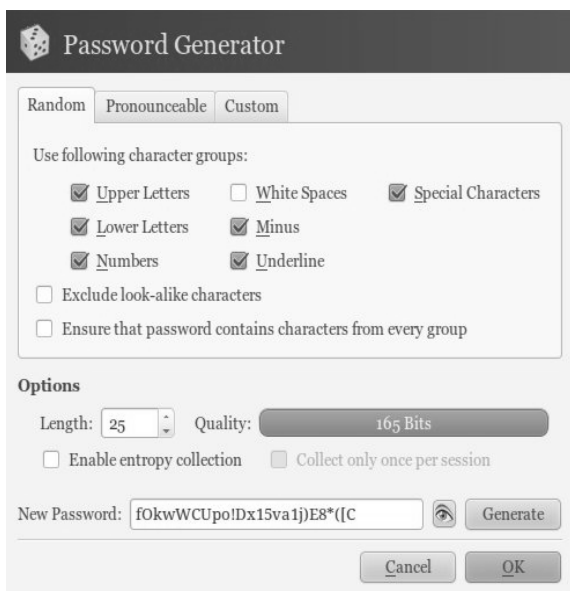 Password Generator
Random Pronounceable Custom
Use following character groups:
Upper Letters White Spaces Special Characters
Lower Letters Minus
Numbers Underline
Exclude look-alike characters
Ensure that password contains characters from every group
Options
Length: 25 Quality: 165 Bits
Enable entropy collection Collect only once per session
New Password: fOkwWCUpo!Dx15va1j)E8*([C Generate
Cancel OK